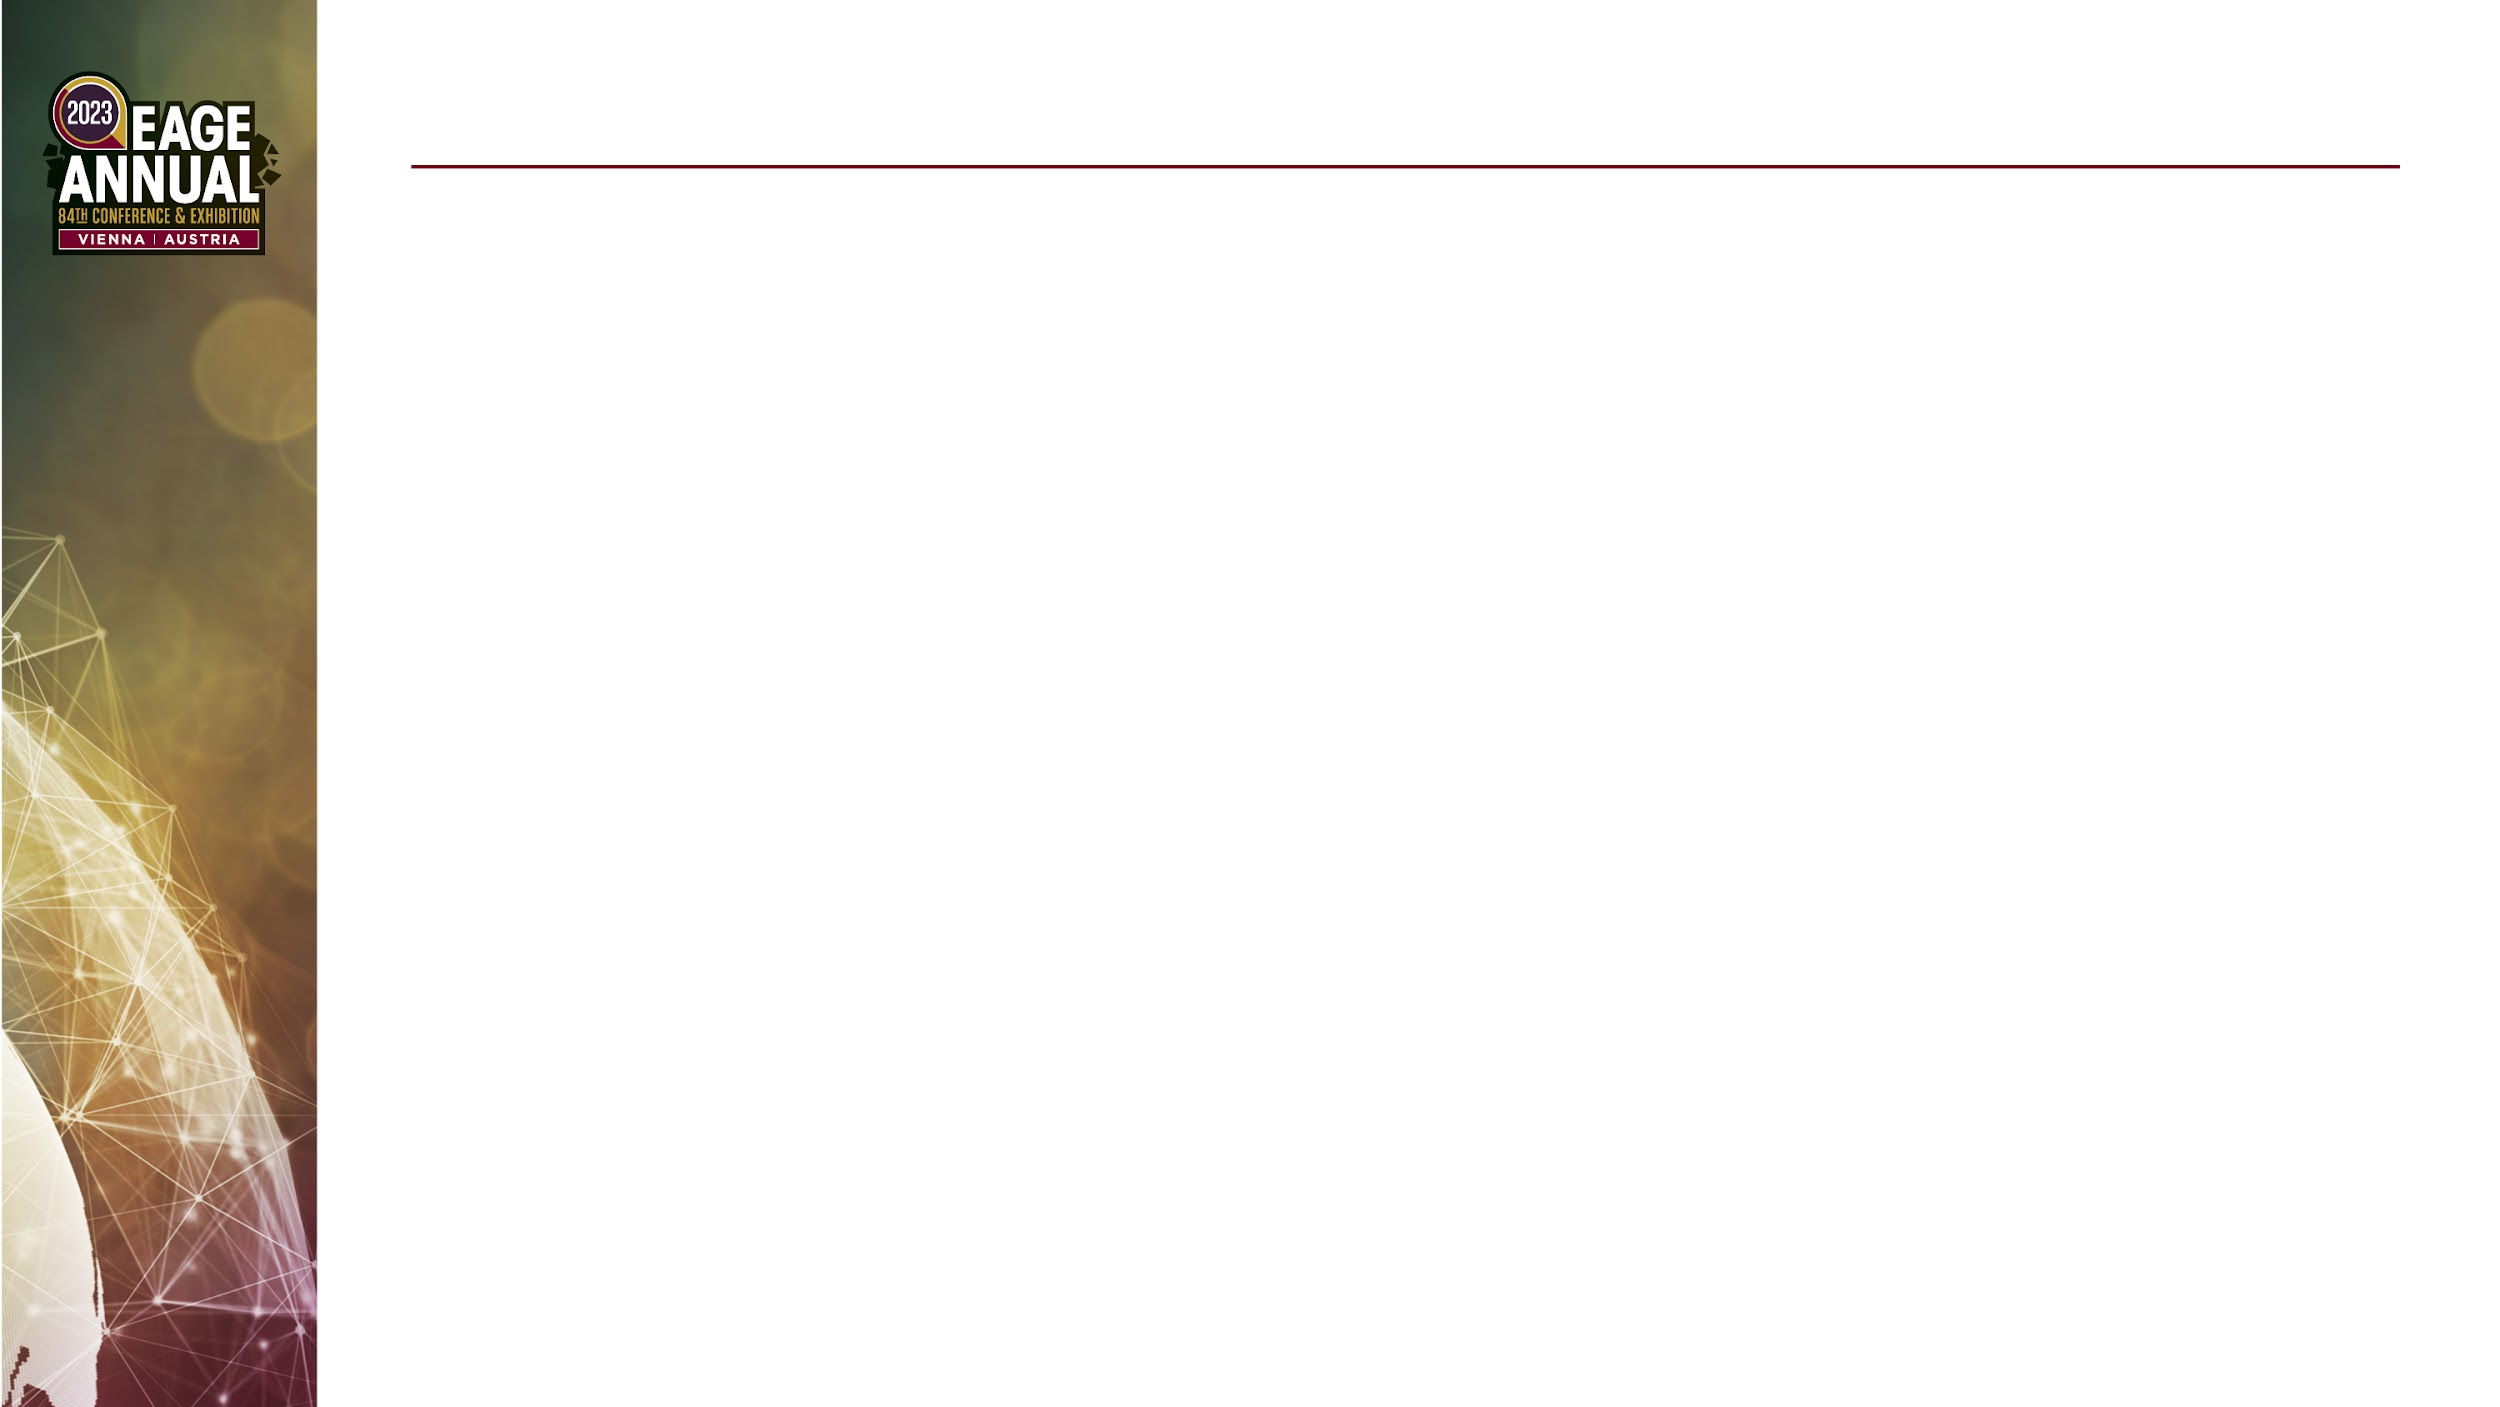 2023
EAGE
ANNUAL
84TH CONFERENCE & EXHIBITION
VIENNA | AUSTRIA